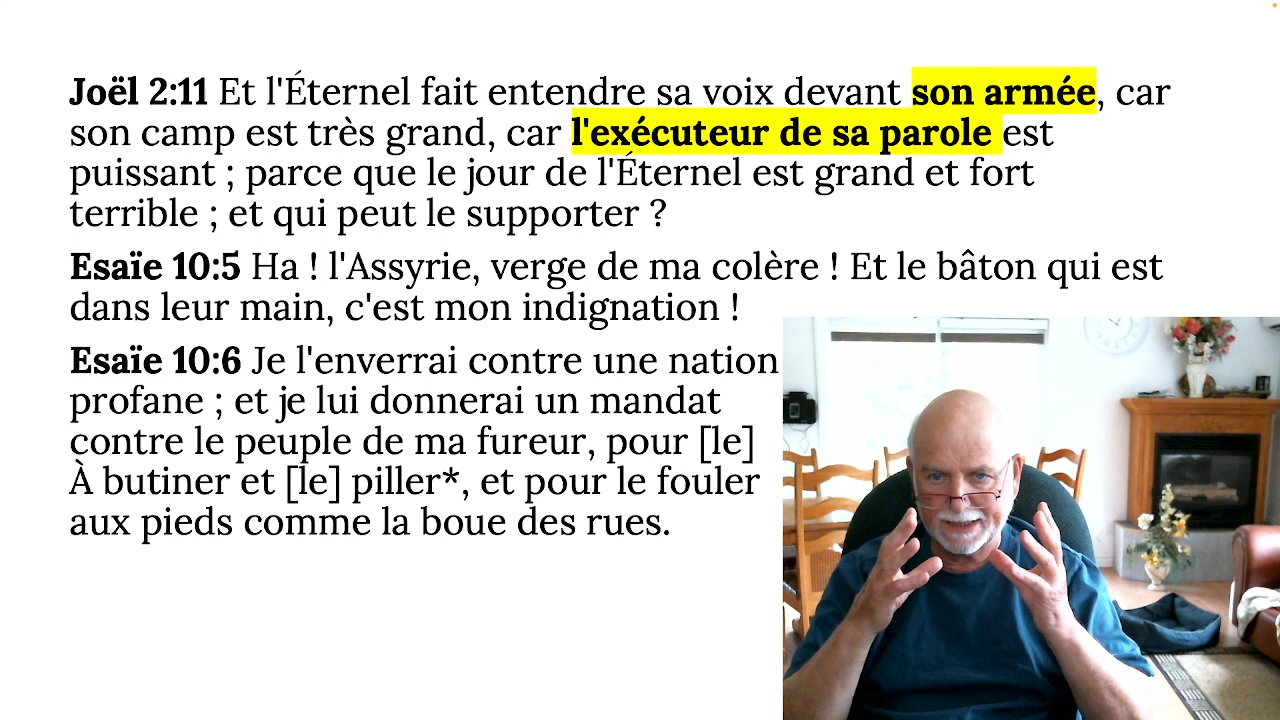 Joël 2:11 Et l'Éternel fait entendre sa voix devant son armée, car
son camp est très grand, car l'exécuteur de sa parole est
puissant ; parce que le jour de l'Éternel est grand et fort
terrible ; et qui peut le supporter ?
Esaïe 10:5 Ha ! l'Assyrie, verge de ma colère ! Et le bâton qui est
dans leur main, c'est mon indignation !
Esaïe 10:6 Je l'enverrai contre une nation
profane ; et je lui donnerai un mandat
contre le peuple de ma fureur, pour [le]
À butiner et [le] piller*, et pour le fouler
aux pieds comme la boue des rues.